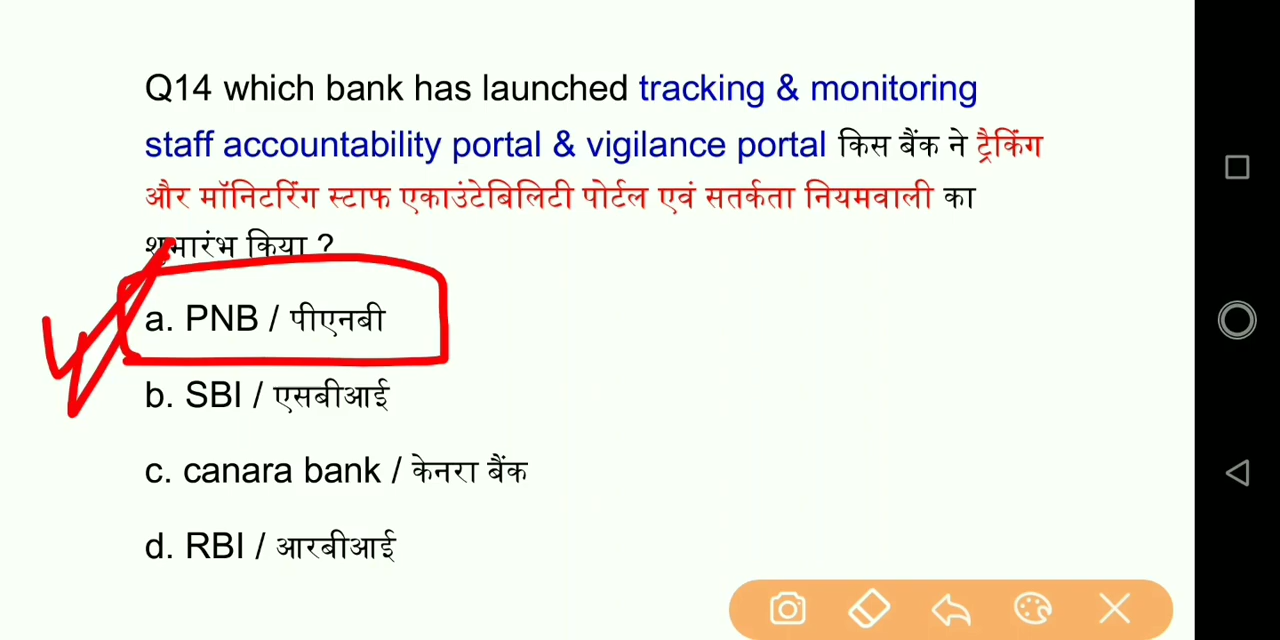 Q14 which bank has launched tracking & monitoring
staff accountability portal & vigilance portal किस बैंक ने ट्रैकिंग
और मॉनिटरिंग स्टाफ एकाउंटेबिलिटी पोर्टल एवं सतर्कता नियमवाली का
शुभारंभ किया ?
a. PNB / पीएनबी
b. SBI / एसबीआई
c. canara bank / केनरा बैंक
d. RBI / आरबीआई